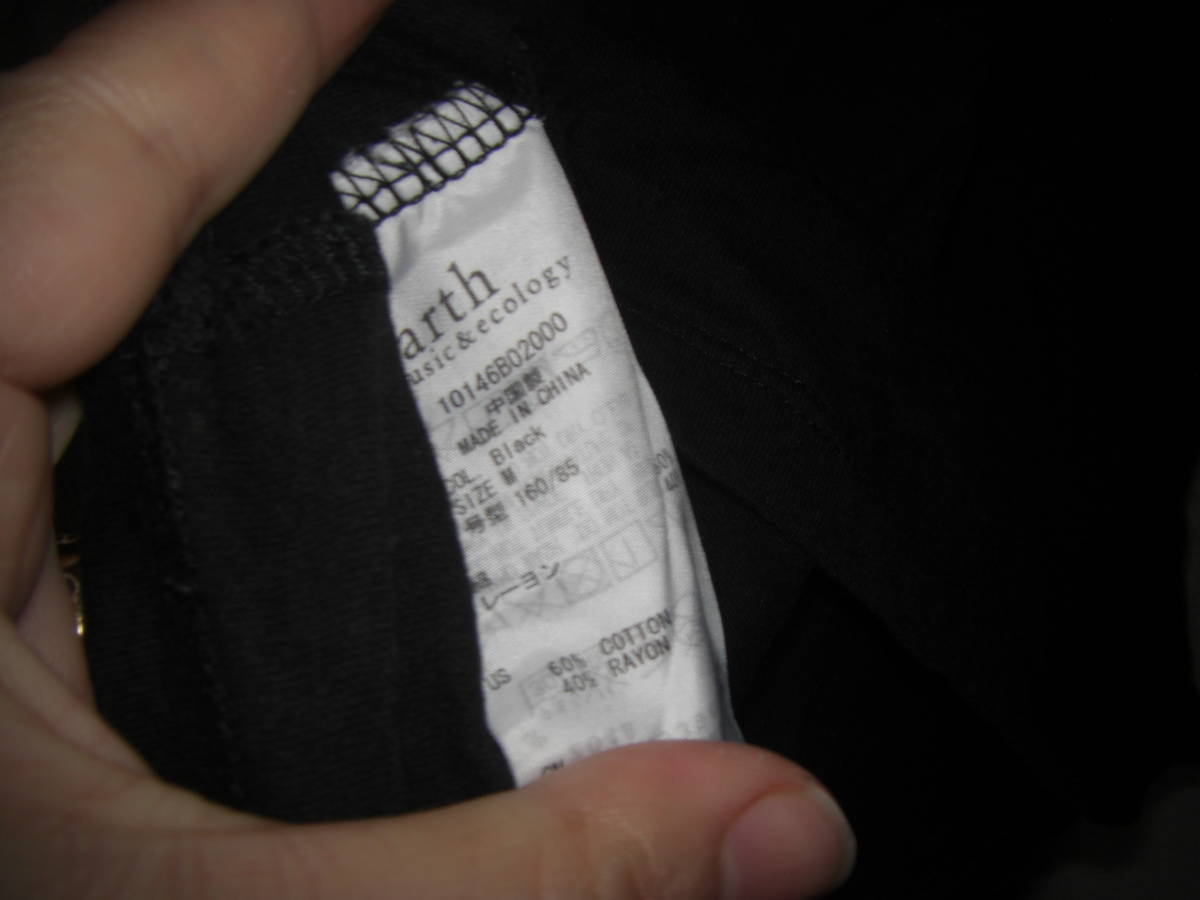 arth
usic&ecology
10146B02000
中国製
MADE IN CHINA
COL. Black
SIZE M
号型 160/85
レーヨン
US 60% COTTON
40% RAYON
CN